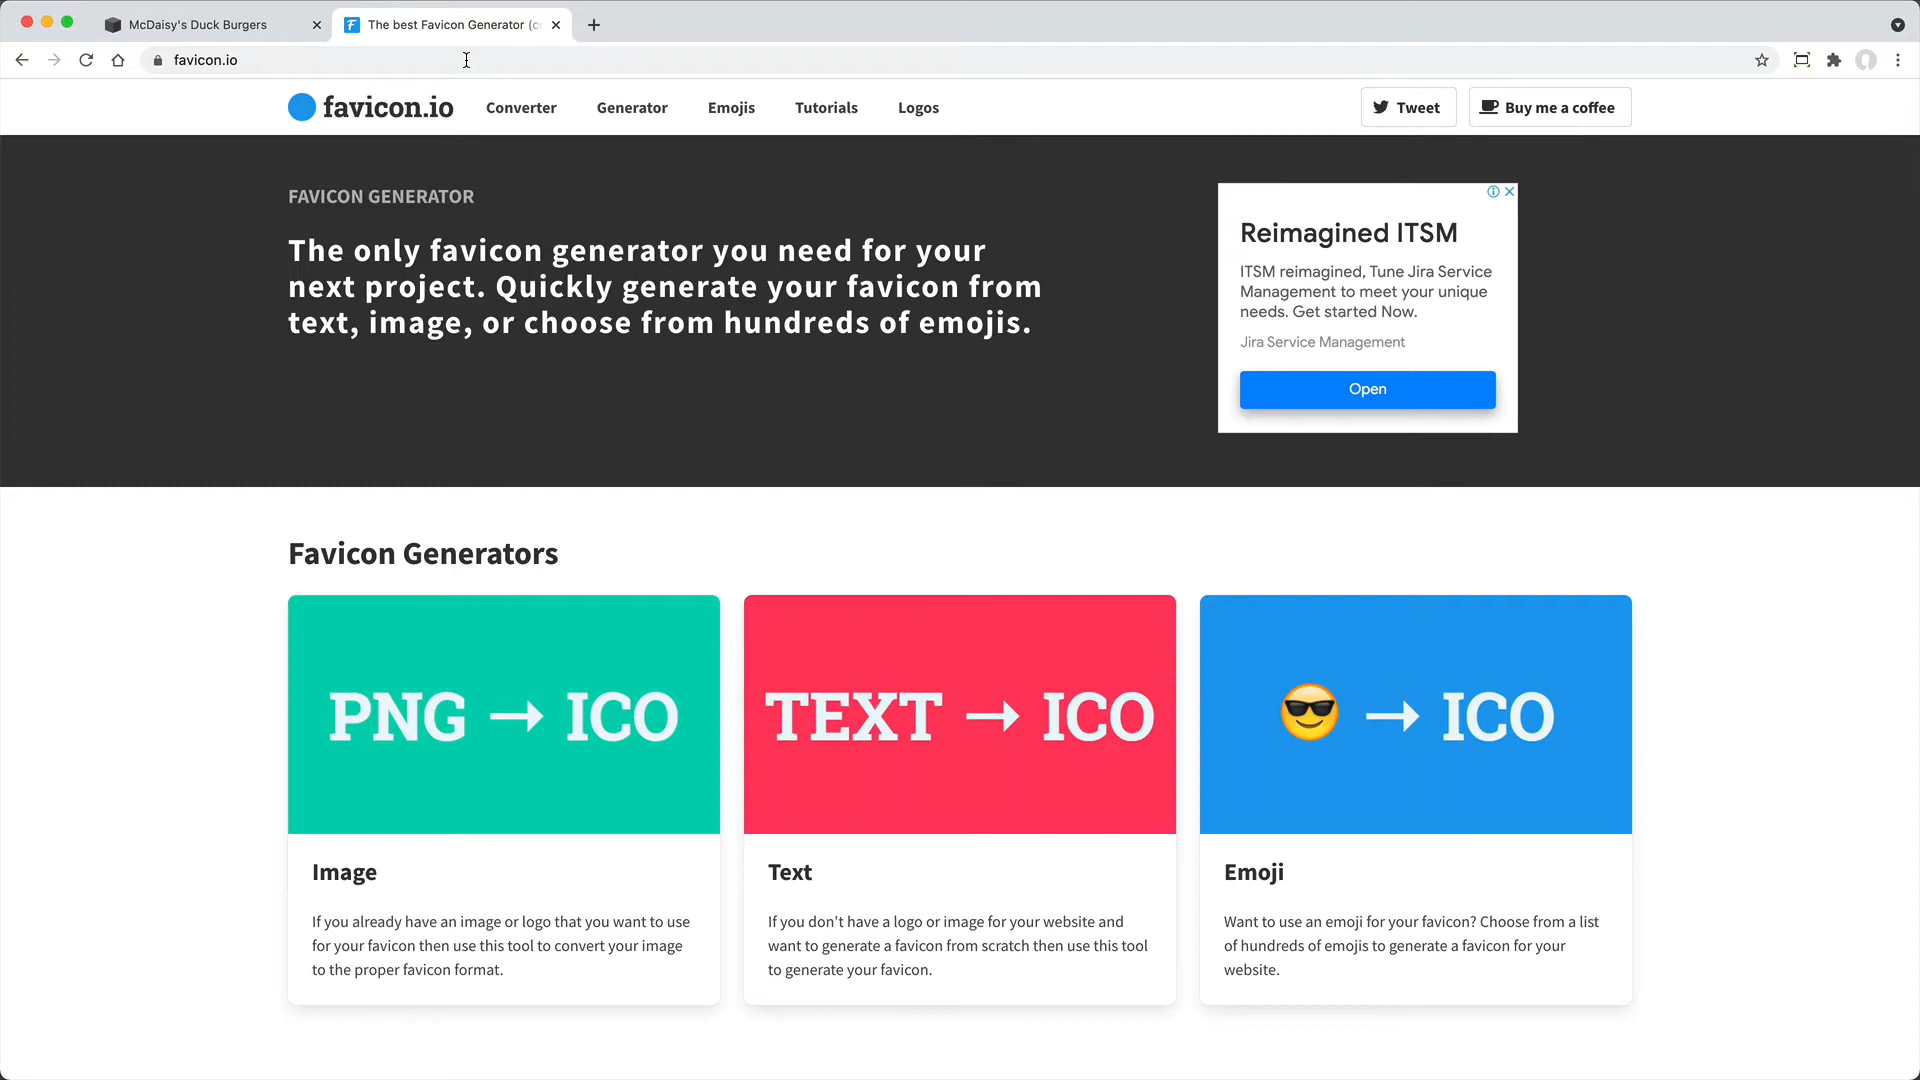 McDaisy's Duck Burgers
The best Favicon Generator (c
favicon.io
favicon.io
Converter
Generator
Emojis
Tutorials
Logos
Tweet
Buy me a coffee
FAVICON GENERATOR
The only favicon generator you need for your
next project. Quickly generate your favicon from
text, image, or choose from hundreds of emojis.
Reimagined ITSM
ITSM reimagined, Tune Jira Service
Management to meet your unique
needs. Get started Now.
Jira Service Management
Open
Favicon Generators
PNG → ICO
TEXT → ICO
→ ICO
Image
If you already have an image or logo that you want to use
for your favicon then use this tool to convert your image
to the proper favicon format.
Text
If you don't have a logo or image for your website and
want to generate a favicon from scratch then use this tool
to generate your favicon.
Emoji
Want to use an emoji for your favicon? Choose from a list
of hundreds of emojis to generate a favicon for your
website.